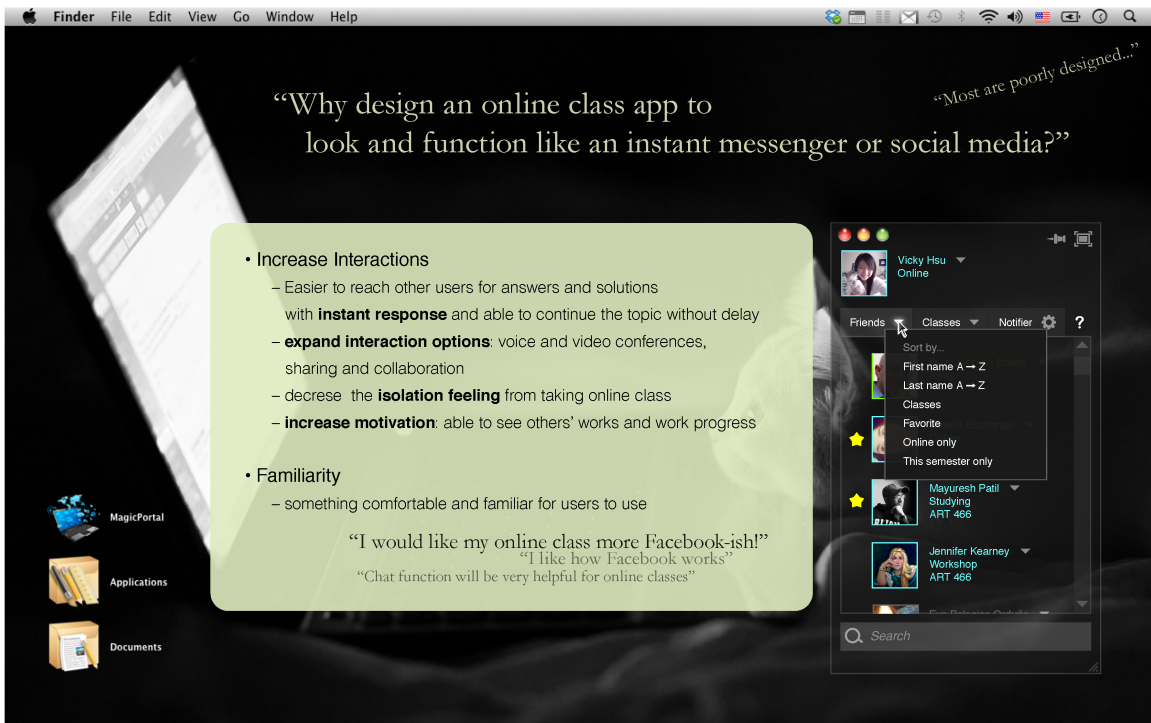 Finder File Edit View Go Window Help
“Most are poorly designed...”
“Why design an online class app to
look and function like an instant messenger or social media?”
• Increase Interactions
– Easier to reach other users for answers and solutions
with instant response and able to continue the topic without delay
– expand interaction options: voice and video conferences,
sharing and collaboration
– decrese the isolation feeling from taking online class
– increase motivation: able to see others’ works and work progress
• Familiarity
– something comfortable and familiar for users to use
“I would like my online class more Facebook-ish!”
“I like how Facebook works”
“Chat function will be very helpful for online classes”
MagicPortal
Applications
Documents
Vicky Hsu
Online
Friends Classes Notifier ?
Sort by...
First name A → Z
Last name A → Z
Classes
Favorite
Online only
This semester only
Mayuresh Patil
Studying
ART 466
Jennifer Kearney
Workshop
ART 466
Search